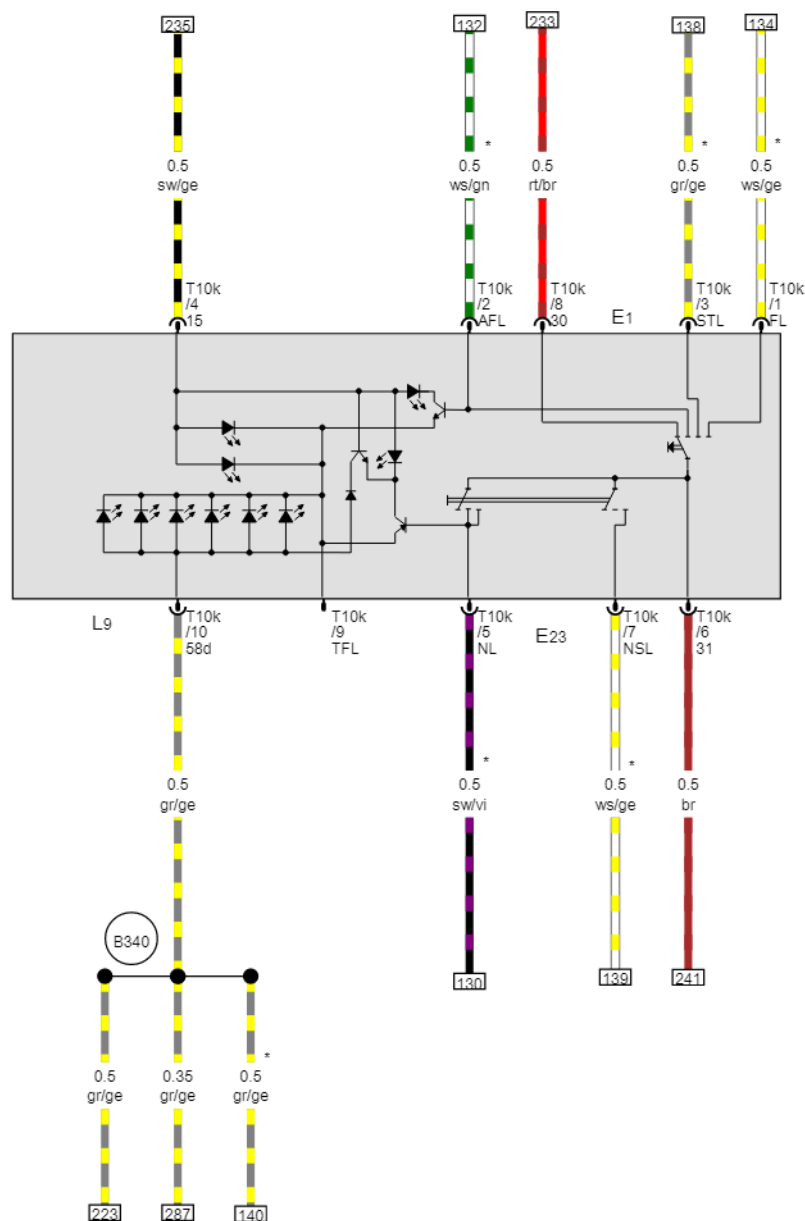 235
132
233
138
134
*
*
*
0.5
sw/ge
0.5
ws/gn
0.5
rt/br
0.5
gr/ge
0.5
ws/ge
T10k
/4
15
T10k
/2
AFL
T10k
/8
30
E1
T10k
/3
STL
T10k
/1
FL
L9
T10k
/10
58d
T10k
/9
TFL
T10k
/5
NL
E23
T10k
/7
NSL
T10k
/6
31
*
*
0.5
gr/ge
0.5
sw/vi
0.5
ws/ge
0.5
br
B340
130
139
241
*
0.5
gr/ge
0.35
gr/ge
0.5
gr/ge
223
287
140